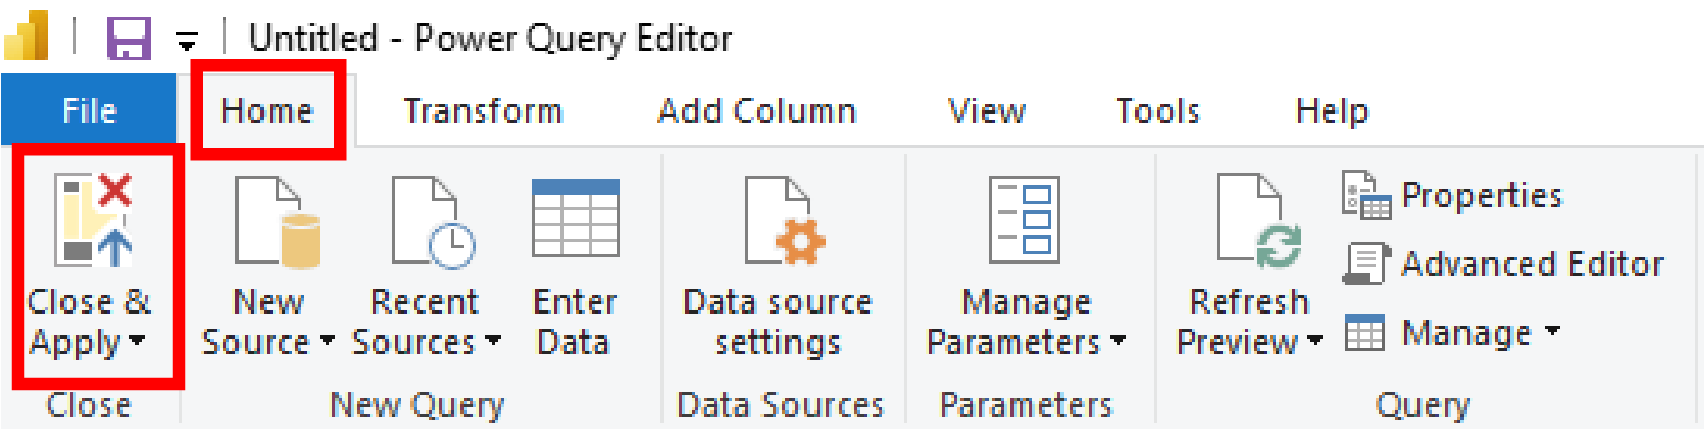 Untitled - Power Query Editor
File Home Transform Add Column View Tools Help
Close &
Apply
New
Source
Recent
Sources
Enter
Data
Data source
settings
Manage
Parameters
Refresh
Preview
Properties
Advanced Editor
Manage
Close New Query Data Sources Parameters Query